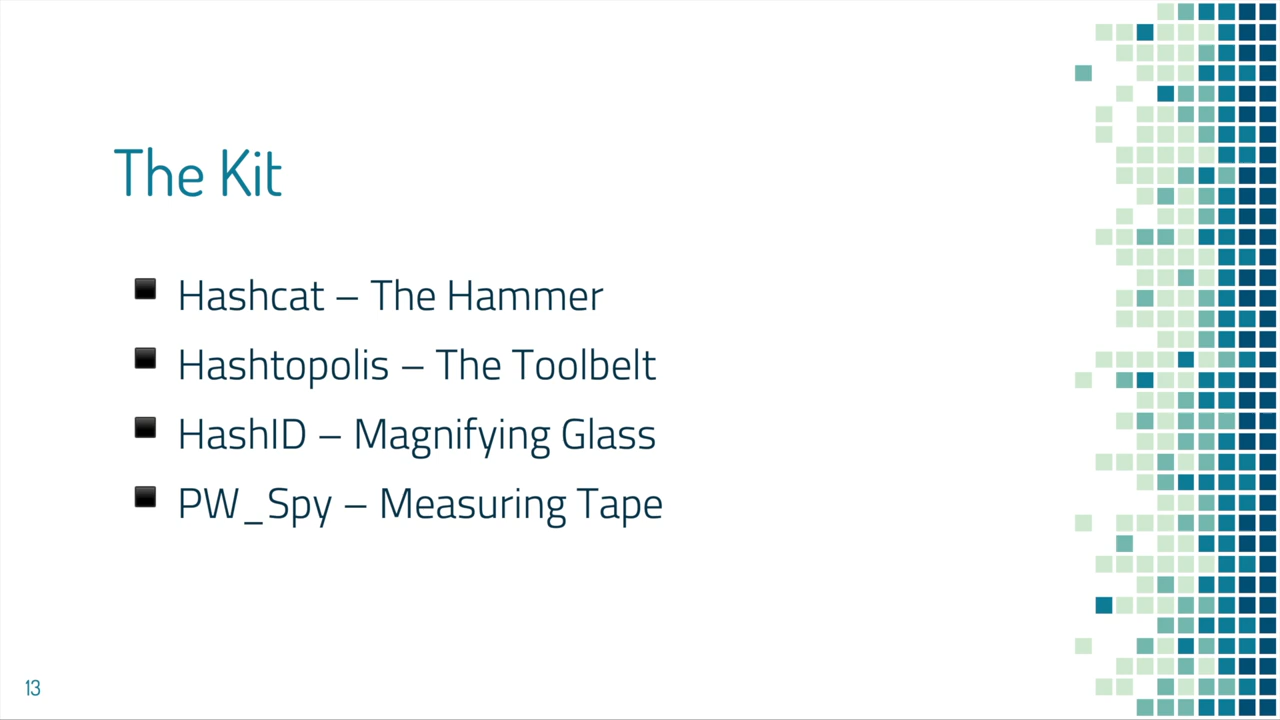 The Kit
Hashcat – The Hammer
Hashtopolis – The Toolbelt
HashID – Magnifying Glass
PW_Spy – Measuring Tape
13